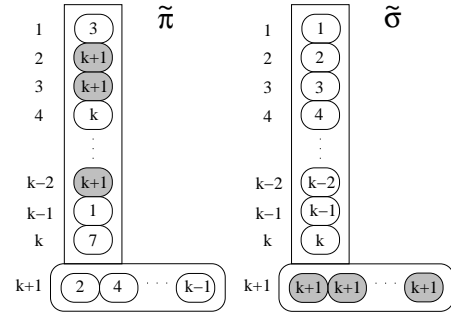 π̃ σ̃
1 3 1 1
2 k+1 2 2
3 k+1 3 3
4 k 4 4
k−2 k+1 k−2 k−2
k−1 1 k−1 k−1
k 7 k k
k+1 2 4 · · · k−1 k+1 k+1 k+1 · · · k+1